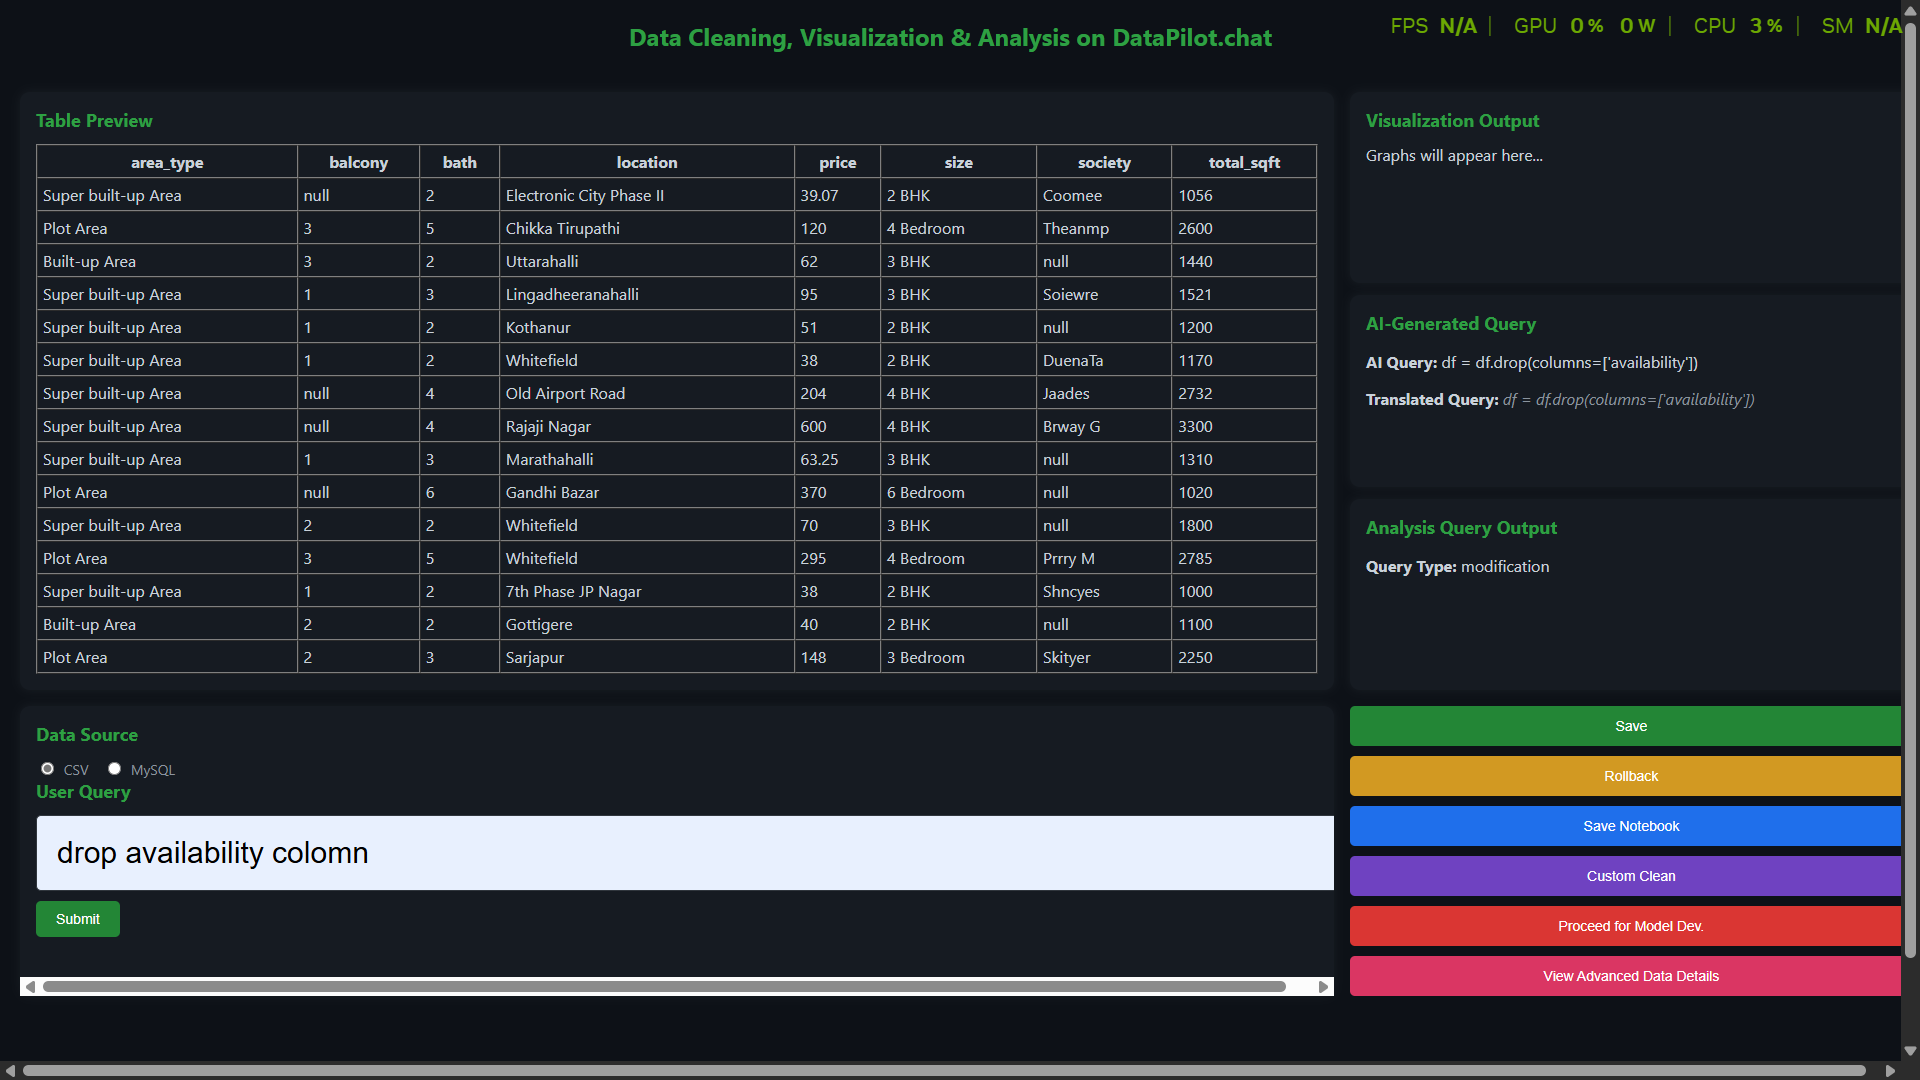 Data Cleaning, Visualization & Analysis on DataPilot.chat
FPS N/A | GPU 0 % 0 W | CPU 3 % | SM N/A
Table Preview
area_type balcony bath location price size society total_sqft
Super built-up Area null 2 Electronic City Phase II 39.07 2 BHK Coomee 1056
Plot Area 3 5 Chikka Tirupathi 120 4 Bedroom Theanmp 2600
Built-up Area 3 2 Uttarahalli 62 3 BHK null 1440
Super built-up Area 1 3 Lingadheeranahalli 95 3 BHK Soiewre 1521
Super built-up Area 1 2 Kothanur 51 2 BHK null 1200
Super built-up Area 1 2 Whitefield 38 2 BHK DuenaTa 1170
Super built-up Area null 4 Old Airport Road 204 4 BHK Jaades 2732
Super built-up Area null 4 Rajaji Nagar 600 4 BHK Brway G 3300
Super built-up Area 1 3 Marathahalli 63.25 3 BHK null 1310
Plot Area null 6 Gandhi Bazar 370 6 Bedroom null 1020
Super built-up Area 2 2 Whitefield 70 3 BHK null 1800
Plot Area 3 5 Whitefield 295 4 Bedroom Prrry M 2785
Super built-up Area 1 2 7th Phase JP Nagar 38 2 BHK Shncyes 1000
Built-up Area 2 2 Gottigere 40 2 BHK null 1100
Plot Area 2 3 Sarjapur 148 3 Bedroom Skityer 2250
Visualization Output
Graphs will appear here...
AI-Generated Query
AI Query: df = df.drop(columns=['availability'])
Translated Query: df = df.drop(columns=['availability'])
Analysis Query Output
Query Type: modification
Data Source
CSV MySQL
User Query
drop availability colomn
Submit
Save
Rollback
Save Notebook
Custom Clean
Proceed for Model Dev.
View Advanced Data Details